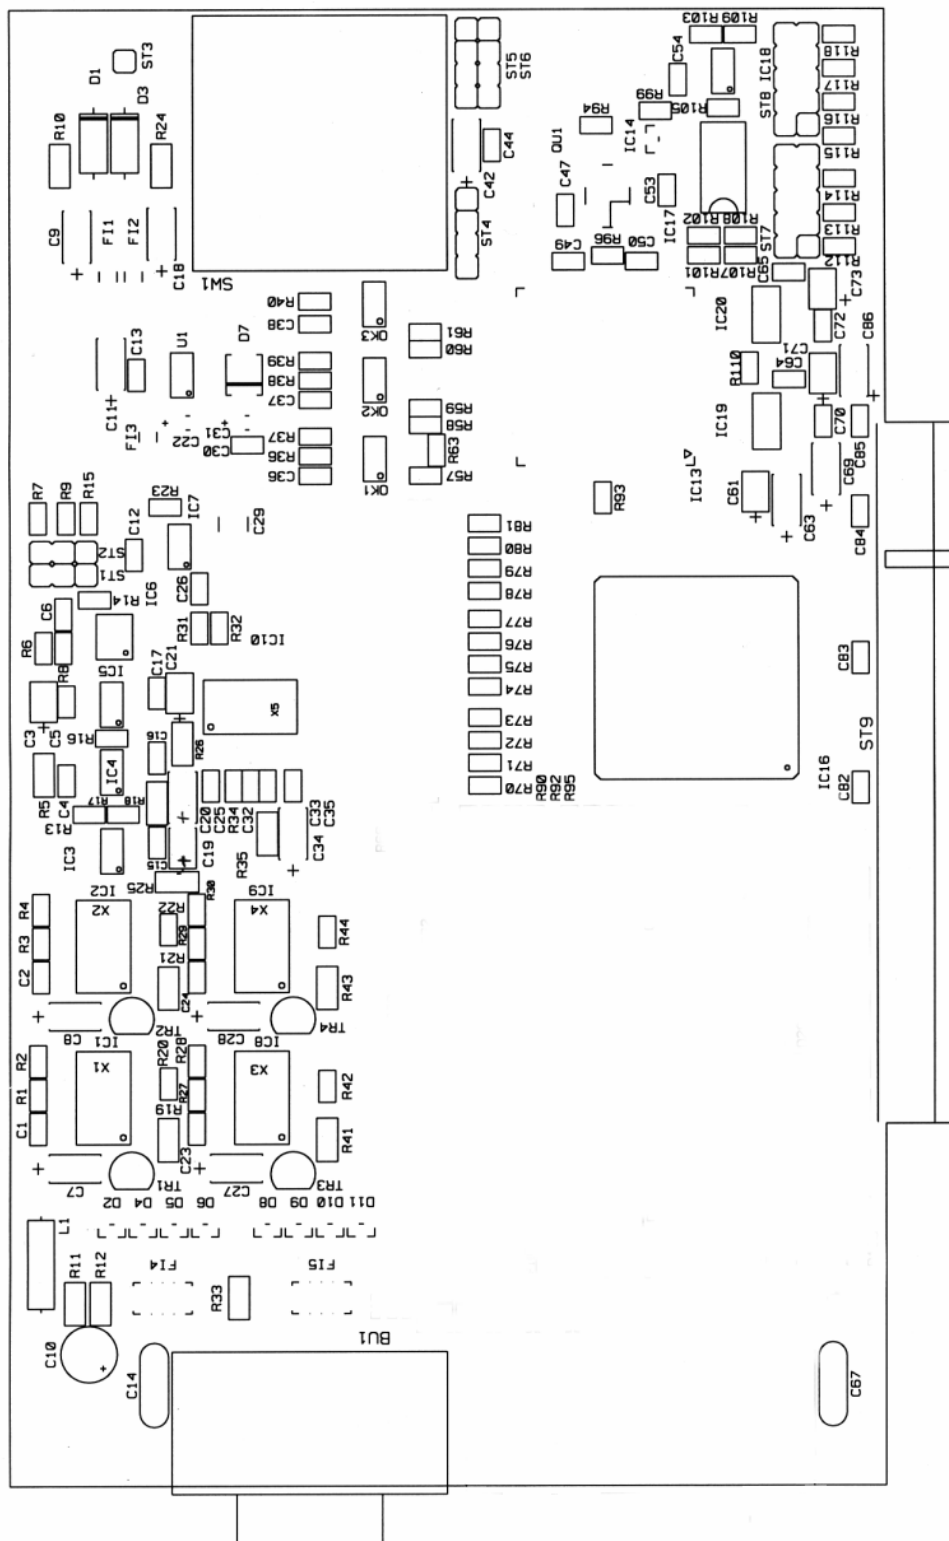 R103
R109
C54
R118
IC18
R117
ST8
R116
R115
R99
R105
R94
IC14
QU1
ST3
D1
D3
R10
R24
ST5
ST6
C44
C42
ST4
C47
C53
IC17
R102
R108
ST7
R114
R113
R112
C49
R96
C50
R101
R107
C65
C73
C9
FI1
FI2
C18
SW1
R40
C38
OK3
R61
R60
IC20
C72
C86
C71
C64
R110
C13
U1
D7
R39
R38
C37
OK2
R59
R58
IC19
C70
C85
C11
FI3
C22
C31
C30
R37
R36
C36
OK1
R63
R57
IC13
R93
C61
C63
C69
C84
R7
R9
R15
R23
IC7
C29
C12
ST2
ST1
R14
IC6
C26
R81
R80
R79
R78
C6
R6
R8
IC5
R31
R32
IC10
R77
R76
R75
R74
C83
C17
C21
X5
C3
C5
R16
R26
C16
R73
R72
R71
R70
R90
R92
R95
ST9
IC16
C82
R5
C4
IC4
R17
R18
R13
IC3
C15
C20
C19
C25
R34
C32
R35
C33
C35
C34
R25
R30
R4
IC2
X2
R22
R29
IC9
X4
R44
R3
C2
R21
C24
R43
C8
TR2
C28
TR4
R2
IC1
X1
R20
R28
IC8
X3
R42
R1
R27
C1
R19
C23
R41
C7
TR1
C27
TR3
D2
D4
D5
D6
D8
D9
D10
D11
L1
R11
R12
FI4
FI5
R33
BU1
C10
C14
C67